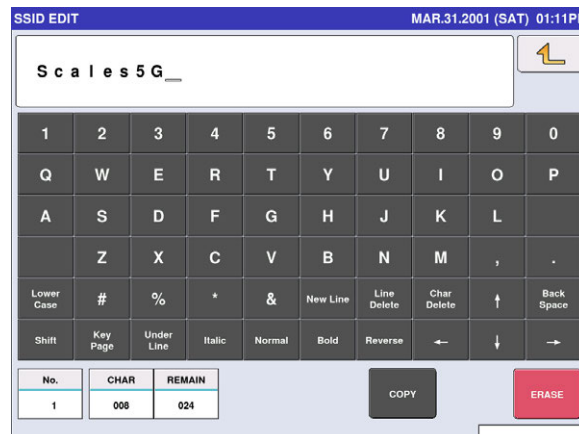 SSID EDIT MAR.31.2001 (SAT) 01:11P
Scales5G_
1 2 3 4 5 6 7 8 9 0
Q W E R T Y U I O P
A S D F G H J K L
Z X C V B N M , .
Lower Case # % * & New Line Line Delete Char Delete ↑ Back Space
Shift Key Page Under Line Italic Normal Bold Reverse ← ↓ →
No. CHAR REMAIN COPY ERASE
1 008 024